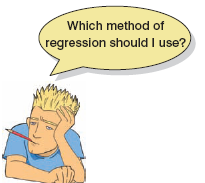 Which method of
regression should I use?